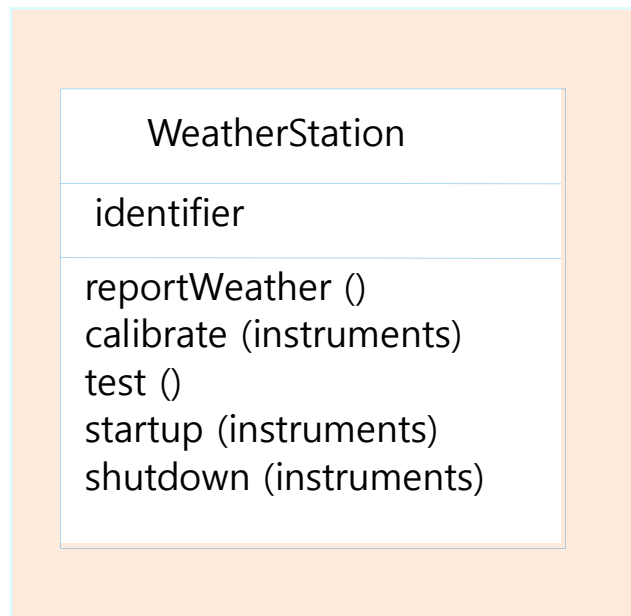 WeatherStation
identifier
reportWeather ()
calibrate (instruments)
test ()
startup (instruments)
shutdown (instruments)